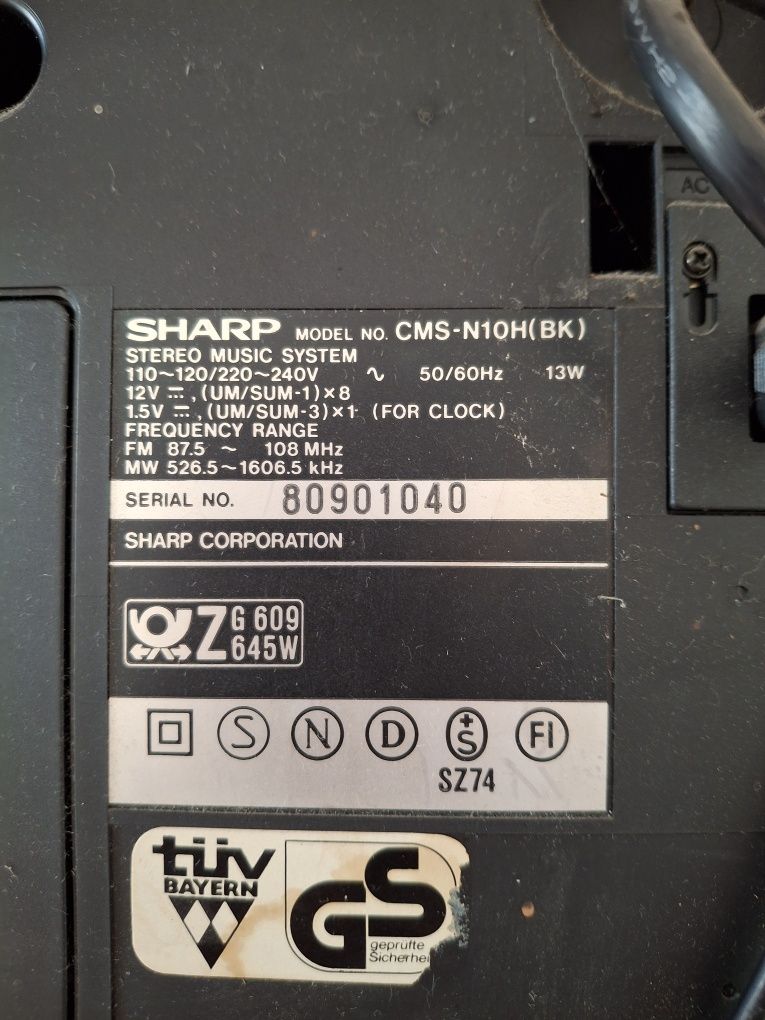 AC
SHARP MODEL NO. CMS-N10H(BK)
STEREO MUSIC SYSTEM
110~120/220~240V ∿ 50/60Hz 13W
12V ⎓, (UM/SUM-1)×8
1.5V ⎓, (UM/SUM-3)×1 (FOR CLOCK)
FREQUENCY RANGE
FM 87.5 ~ 108 MHz
MW 526.5~1606.5 kHz
SERIAL NO. 80901040
SHARP CORPORATION
Z G 609
645W
S N D +S FI
SZ74
TÜV
BAYERN
GS
geprüfte
Sicherhei